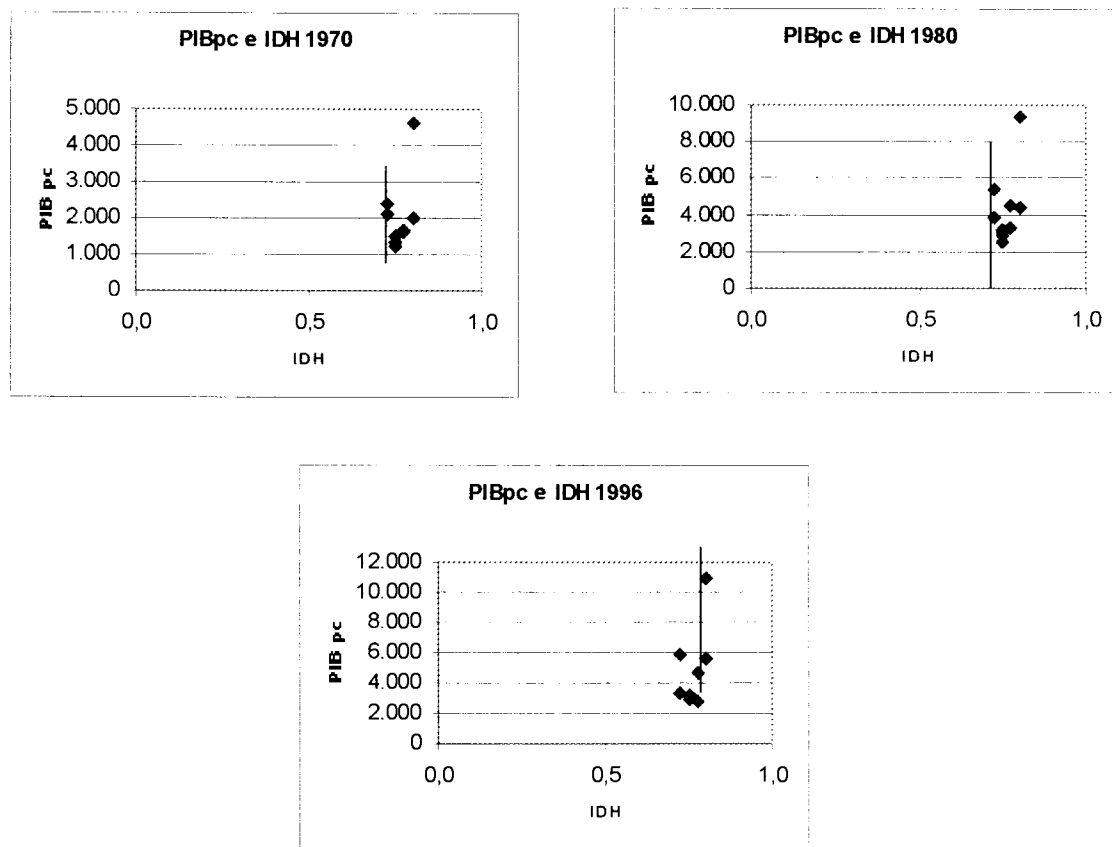 PIBpc e IDH 1970
5.000
4.000
3.000
2.000
1.000
0
PIB pc
0,0 0,5 1,0
IDH
PIBpc e IDH 1980
10.000
8.000
6.000
4.000
2.000
0
PIB pc
0,0 0,5 1,0
IDH
PIBpc e IDH 1996
12.000
10.000
8.000
6.000
4.000
2.000
0
PIB pc
0,0 0,5 1,0
IDH